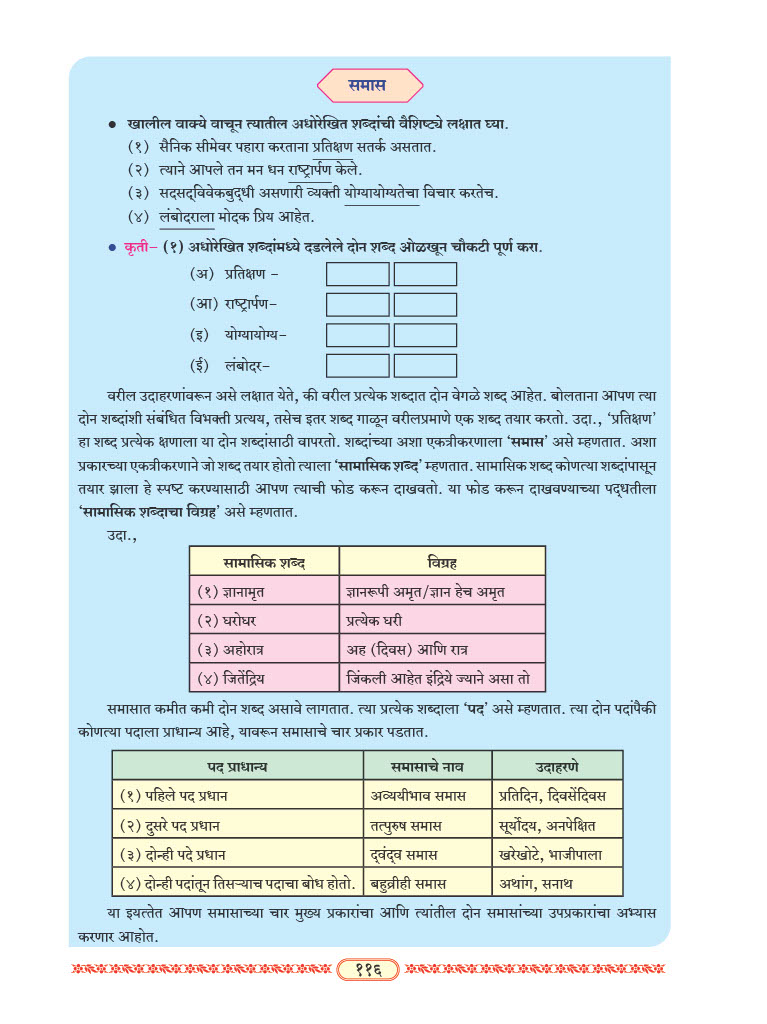 समास
● खालील वाक्ये वाचून त्यातील अधोरेखित शब्दांची वैशिष्ट्ये लक्षात घ्या.
(१) सैनिक सीमेवर पहारा करताना प्रतिक्षण सतर्क असतात.
(२) त्याने आपले तन मन धन राष्ट्रार्पण केले.
(३) सदसद्‌विवेकबुद्धी असणारी व्यक्ती योग्यायोग्यतेचा विचार करतेच.
(४) लंबोदराला मोदक प्रिय आहेत.
● कृती– (१) अधोरेखित शब्दांमध्ये दडलेले दोन शब्द ओळखून चौकटी पूर्ण करा.
(अ) प्रतिक्षण –
(आ) राष्ट्रार्पण–
(इ) योग्यायोग्य–
(ई) लंबोदर–
वरील उदाहरणांवरून असे लक्षात येते, की वरील प्रत्येक शब्दात दोन वेगळे शब्द आहेत. बोलताना आपण त्या
दोन शब्दांशी संबंधित विभक्ती प्रत्यय, तसेच इतर शब्द गाळून वरीलप्रमाणे एक शब्द तयार करतो. उदा., ‘प्रतिक्षण’
हा शब्द प्रत्येक क्षणाला या दोन शब्दांसाठी वापरतो. शब्दांच्या अशा एकत्रीकरणाला ‘समास’ असे म्हणतात. अशा
प्रकारच्या एकत्रीकरणाने जो शब्द तयार होतो त्याला ‘सामासिक शब्द’ म्हणतात. सामासिक शब्द कोणत्या शब्दांपासून
तयार झाला हे स्पष्ट करण्यासाठी आपण त्याची फोड करून दाखवतो. या फोड करून दाखवण्याच्या पद्धतीला
‘सामासिक शब्दाचा विग्रह’ असे म्हणतात.
उदा.,
सामासिक शब्द विग्रह
(१) ज्ञानामृत ज्ञानरूपी अमृत/ज्ञान हेच अमृत
(२) घरोघर प्रत्येक घरी
(३) अहोरात्र अह (दिवस) आणि रात्र
(४) जितेंद्रिय जिंकली आहेत इंद्रिये ज्याने असा तो
समासात कमीत कमी दोन शब्द असावे लागतात. त्या प्रत्येक शब्दाला ‘पद’ असे म्हणतात. त्या दोन पदांपैकी
कोणत्या पदाला प्राधान्य आहे, यावरून समासाचे चार प्रकार पडतात.
पद प्राधान्य समासाचे नाव उदाहरणे
(१) पहिले पद प्रधान अव्ययीभाव समास प्रतिदिन, दिवसेंदिवस
(२) दुसरे पद प्रधान तत्पुरुष समास सूर्योदय, अनपेक्षित
(३) दोन्ही पदे प्रधान द्‌वंद्‌व समास खरेखोटे, भाजीपाला
(४) दोन्ही पदांतून तिसऱ्याच पदाचा बोध होतो. बहुव्रीही समास अथांग, सनाथ
या इयत्तेत आपण समासाच्या चार मुख्य प्रकारांचा आणि त्यांतील दोन समासांच्या उपप्रकारांचा अभ्यास
करणार आहोत.
११६